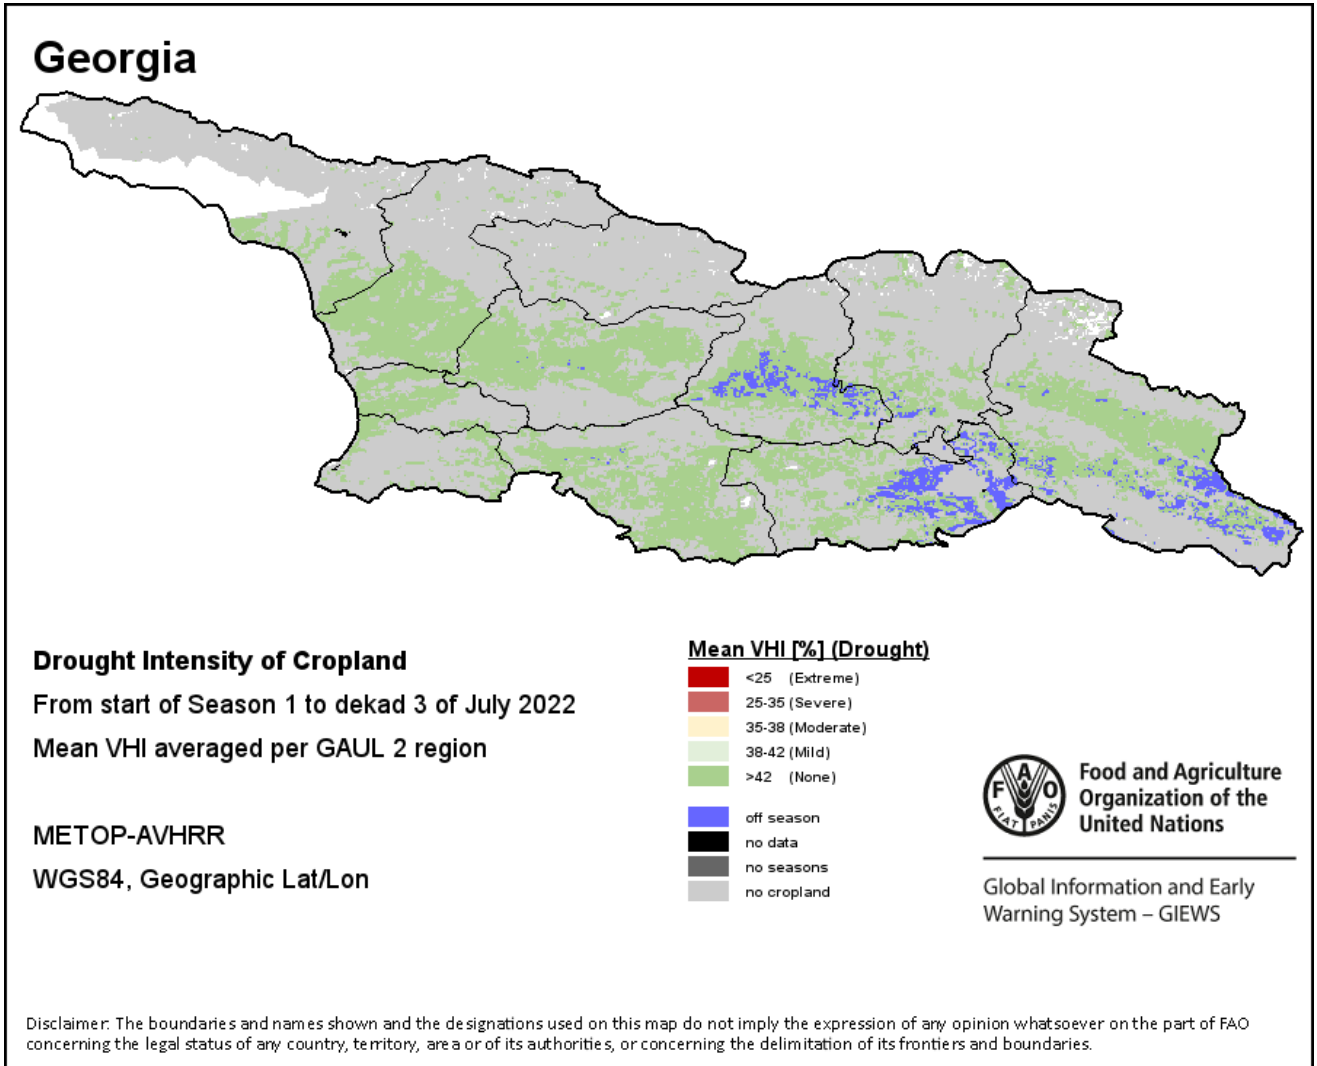 Georgia
Drought Intensity of Cropland
From start of Season 1 to dekad 3 of July 2022
Mean VHI averaged per GAUL 2 region
METOP-AVHRR
WGS84, Geographic Lat/Lon
Mean VHI [%] (Drought)
<25 (Extreme)
25-35 (Severe)
35-38 (Moderate)
38-42 (Mild)
>42 (None)
off season
no data
no seasons
no cropland
F A O
FIAT PANIS
Food and Agriculture
Organization of the
United Nations
Global Information and Early
Warning System – GIEWS
Disclaimer: The boundaries and names shown and the designations used on this map do not imply the expression of any opinion whatsoever on the part of FAO
concerning the legal status of any country, territory, area or of its authorities, or concerning the delimitation of its frontiers and boundaries.